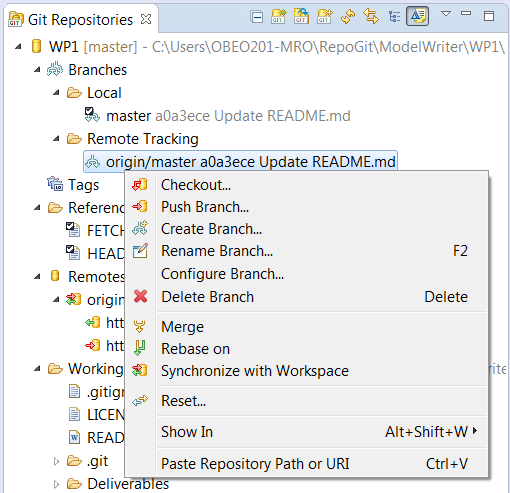 Git Repositories
WP1 [master] - C:\Users\OBEO201-MRO\RepoGit\ModelWriter\WP1\
Branches
Local
master a0a3ece Update README.md
Remote Tracking
origin/master a0a3ece Update README.md
Tags
Checkout...
Push Branch...
Referenc
FETCH
Create Branch...
HEAD
Rename Branch... F2
Configure Branch...
Remotes
Delete Branch Delete
origin
htt
Merge
htt
Rebase on
Working
Synchronize with Workspace
.gitign
Reset...
LICEN
READ
Show In Alt+Shift+W
.git
Paste Repository Path or URI Ctrl+V
Deliverables